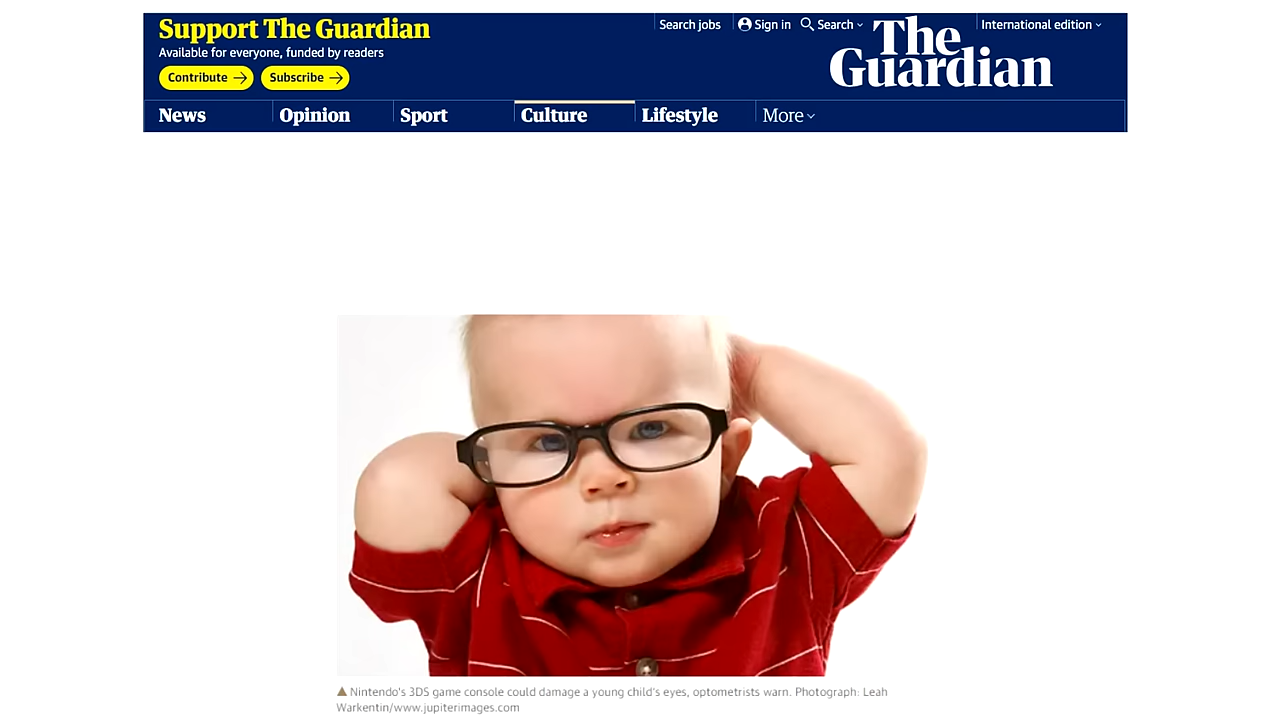 Support The Guardian
Available for everyone, funded by readers
Contribute
Subscribe
Search jobs
Sign in
Search
International edition
The
Guardian
News
Opinion
Sport
Culture
Lifestyle
More
Nintendo's 3DS game console could damage a young child's eyes, optometrists warn. Photograph: Leah
Warkentin/www.jupiterimages.com